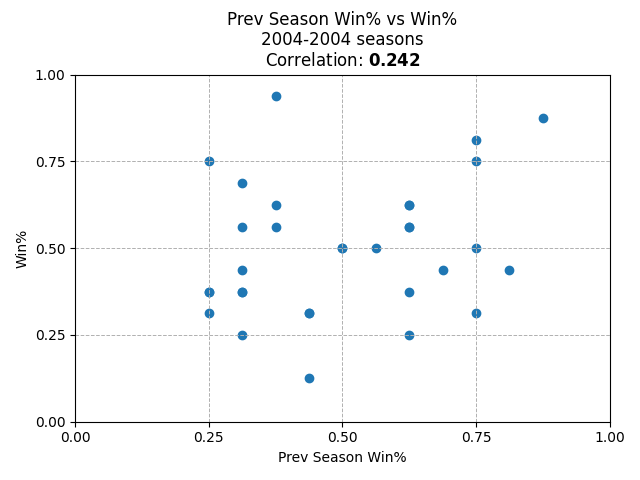 Prev Season Win% vs Win%
2004-2004 seasons
Correlation: 0.242
1.00
0.75
0.50
0.25
0.00
Win%
0.00 0.25 0.50 0.75 1.00
Prev Season Win%